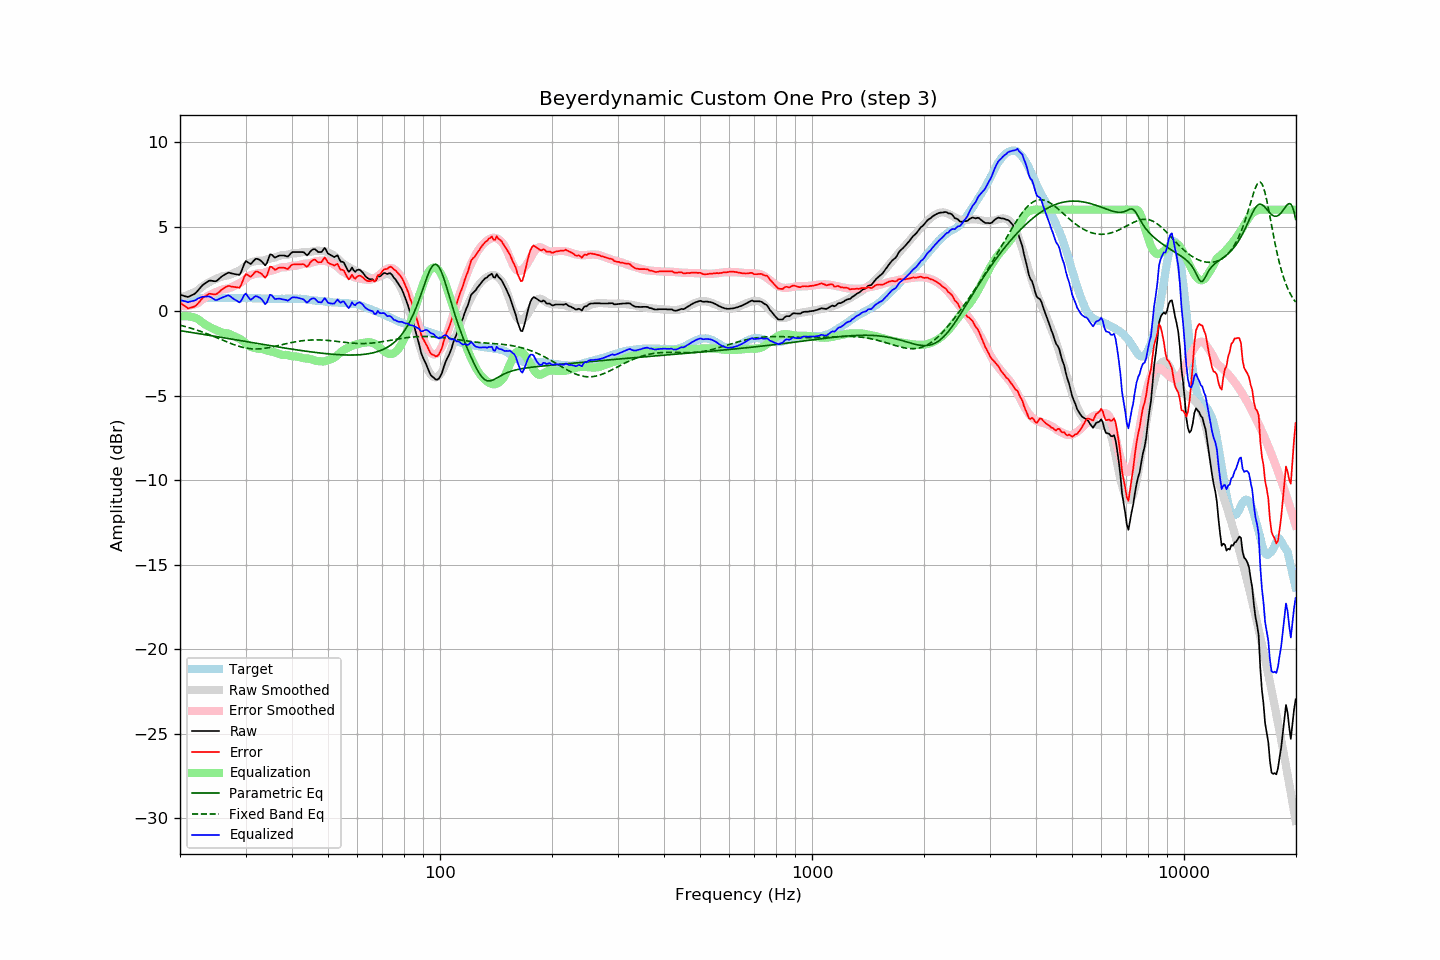 Beyerdynamic Custom One Pro (step 3)
10
5
0
−5
−10
−15
−20
−25
−30
Amplitude (dBr)
Target
Raw Smoothed
Error Smoothed
Raw
Error
Equalization
Parametric Eq
Fixed Band Eq
Equalized
100
1000
10000
Frequency (Hz)